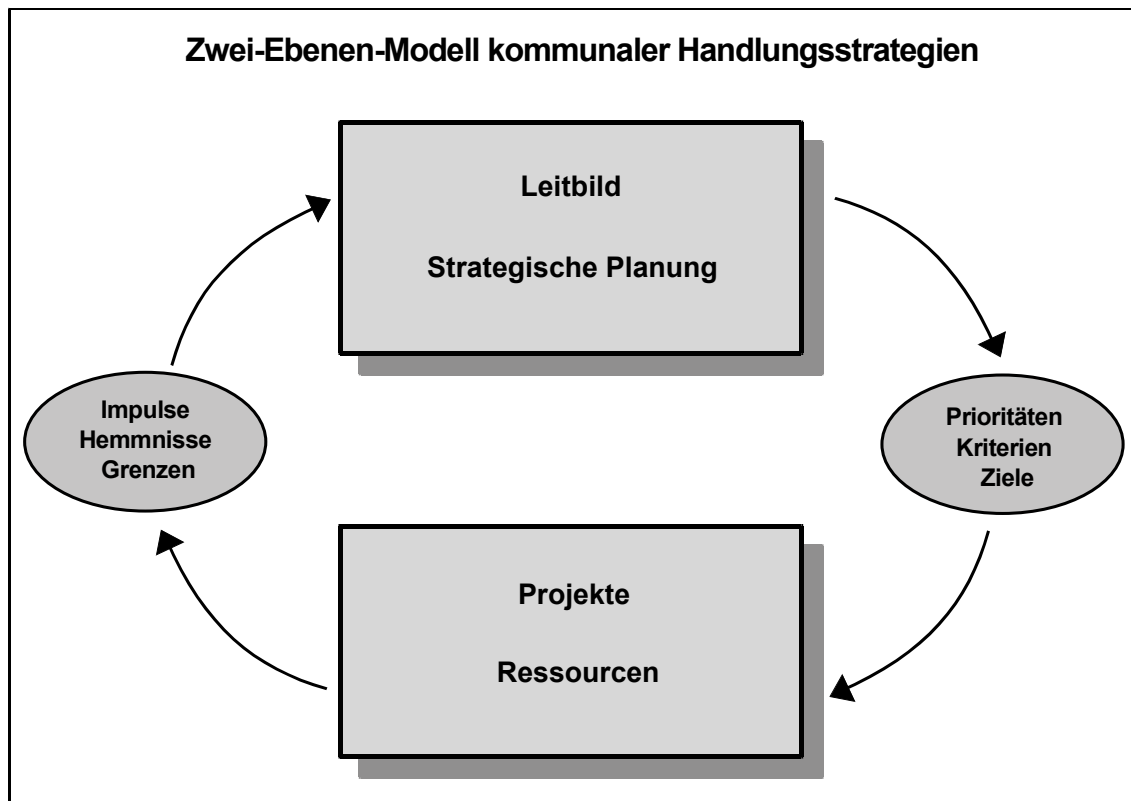 Zwei-Ebenen-Modell kommunaler Handlungsstrategien
Leitbild
Strategische Planung
Impulse
Hemmnisse
Grenzen
Prioritäten
Kriterien
Ziele
Projekte
Ressourcen